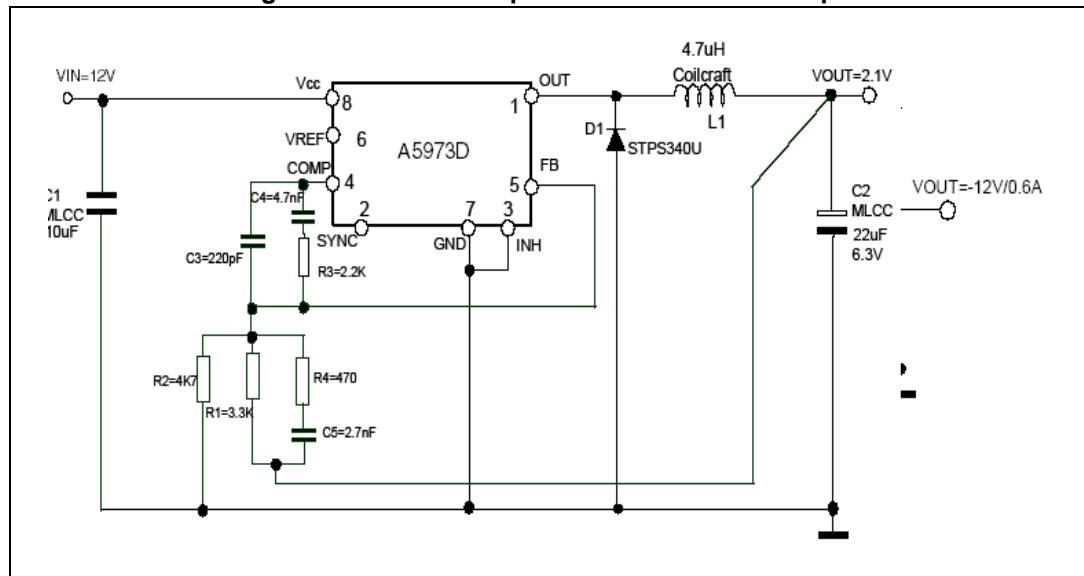 4.7uH
Coilcraft
L1
VIN=12V
Vcc
8
OUT
1
VOUT=2.1V
VREF
6
A5973D
D1
STPS340U
COMP
4
FB
5
C4=4.7nF
2
SYNC
7
GND
3
INH
C2
MLCC
22uF
6.3V
VOUT=-12V/0.6A
C3=220pF
R3=2.2K
R2=4K7
R1=3.3K
R4=470
C5=2.7nF